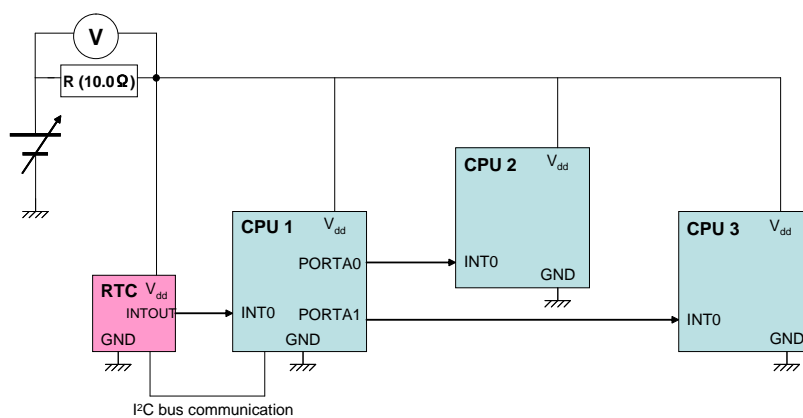 V
R (10.0Ω)
CPU 2 Vdd
INT0
GND
CPU 1 Vdd
PORTA0
INT0
PORTA1
GND
CPU 3 Vdd
INT0
GND
RTC Vdd
INTOUT
GND
I²C bus communication